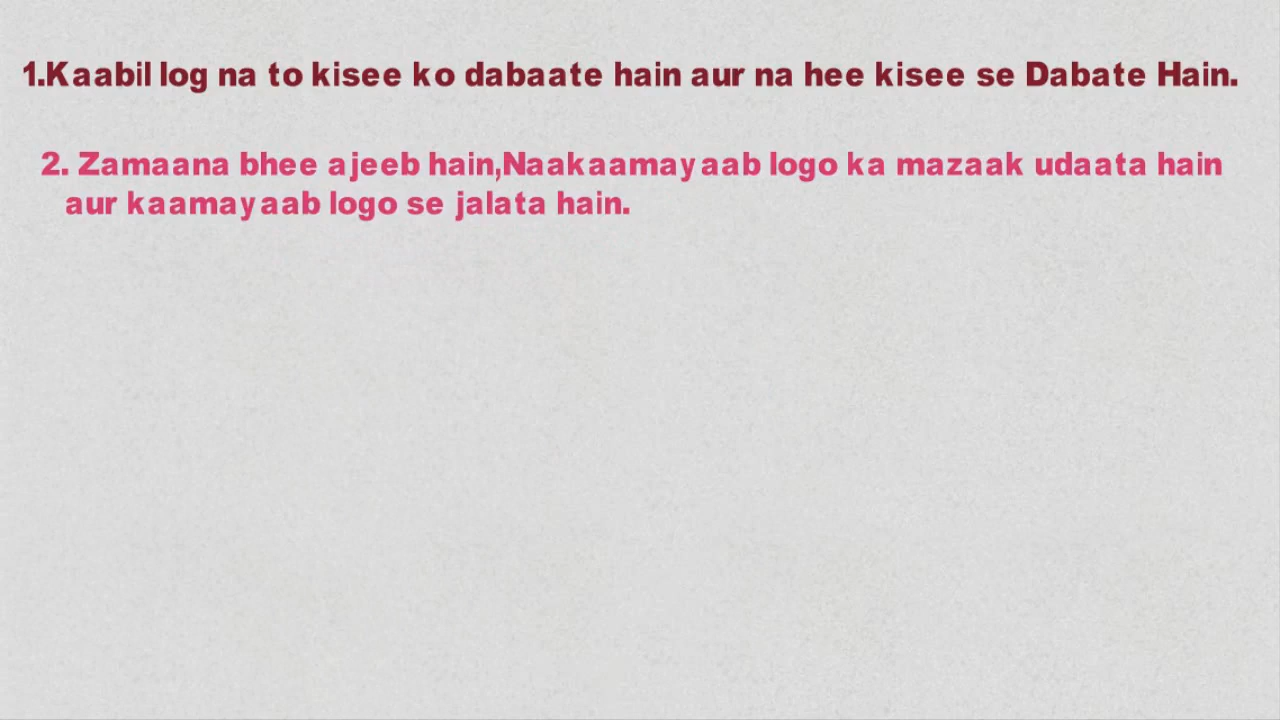 1.Kaabil log na to kisee ko dabaate hain aur na hee kisee se Dabate Hain.
2. Zamaana bhee ajeeb hain,Naakaamayaab logo ka mazaak udaata hain
aur kaamayaab logo se jalata hain.